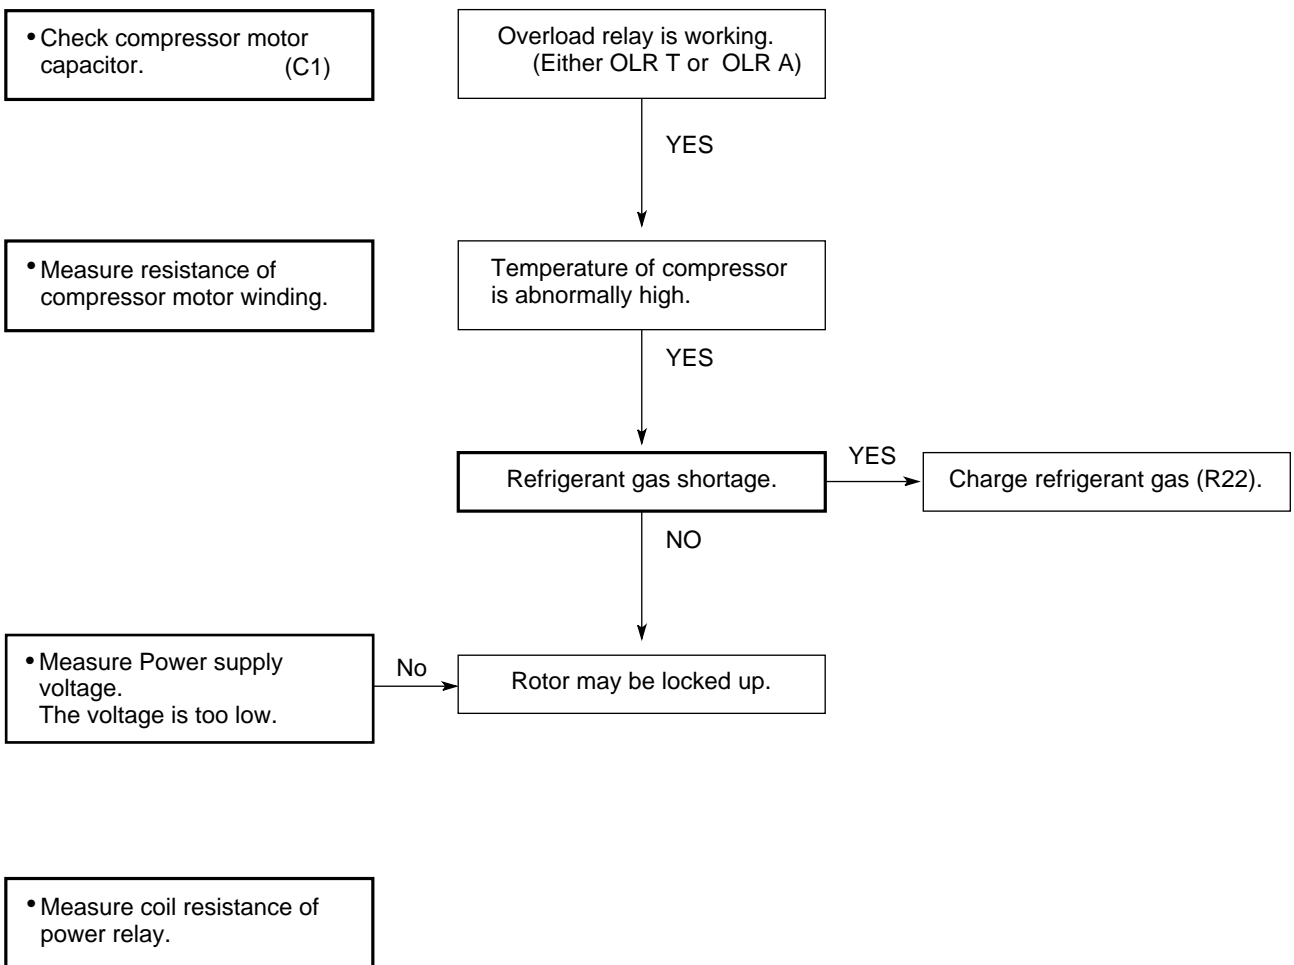 • Check compressor motor
capacitor. (C1)
Overload relay is working.
(Either OLR T or OLR A)
YES
• Measure resistance of
compressor motor winding.
Temperature of compressor
is abnormally high.
YES
Refrigerant gas shortage.
YES
Charge refrigerant gas (R22).
NO
• Measure Power supply
voltage.
The voltage is too low.
No
Rotor may be locked up.
• Measure coil resistance of
power relay.